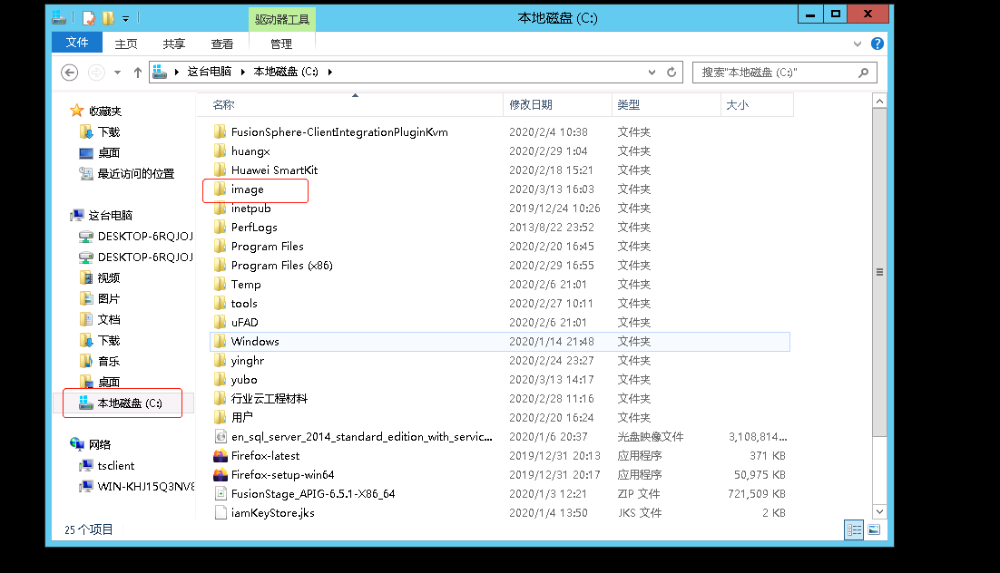 驱动器工具
本地磁盘 (C:)
文件 主页 共享 查看 管理
这台电脑 本地磁盘 (C:)
搜索"本地磁盘 (C:)"
收藏夹
下载
桌面
最近访问的位置
这台电脑
DESKTOP-6RQJOJ
DESKTOP-6RQJOJ
视频
图片
文档
下载
音乐
桌面
本地磁盘 (C:)
网络
tsclient
WIN-KHJ15Q3NV8
名称 修改日期 类型 大小
FusionSphere-ClientIntegrationPluginKvm 2020/2/4 10:38 文件夹
huangx 2020/2/29 1:04 文件夹
Huawei SmartKit 2020/2/18 15:21 文件夹
image 2020/3/13 16:03 文件夹
inetpub 2019/12/24 10:26 文件夹
PerfLogs 2013/8/22 23:52 文件夹
Program Files 2020/2/20 16:45 文件夹
Program Files (x86) 2020/2/29 16:55 文件夹
Temp 2020/2/6 21:01 文件夹
tools 2020/2/27 10:11 文件夹
uFAD 2020/2/6 21:01 文件夹
Windows 2020/1/14 21:48 文件夹
yinghr 2020/2/24 23:27 文件夹
yubo 2020/3/13 14:17 文件夹
行业云工程材料 2020/2/28 11:16 文件夹
用户 2020/2/20 16:24 文件夹
en_sql_server_2014_standard_edition_with_servic... 2020/1/6 20:37 光盘映像文件 3,108,814...
Firefox-latest 2019/12/31 20:13 应用程序 371 KB
Firefox-setup-win64 2019/12/31 20:17 应用程序 50,975 KB
FusionStage_APIG-6.5.1-X86_64 2020/1/3 12:21 ZIP 文件 721,509 KB
iamKeyStore.jks 2020/1/4 13:50 JKS 文件 2 KB
25 个项目